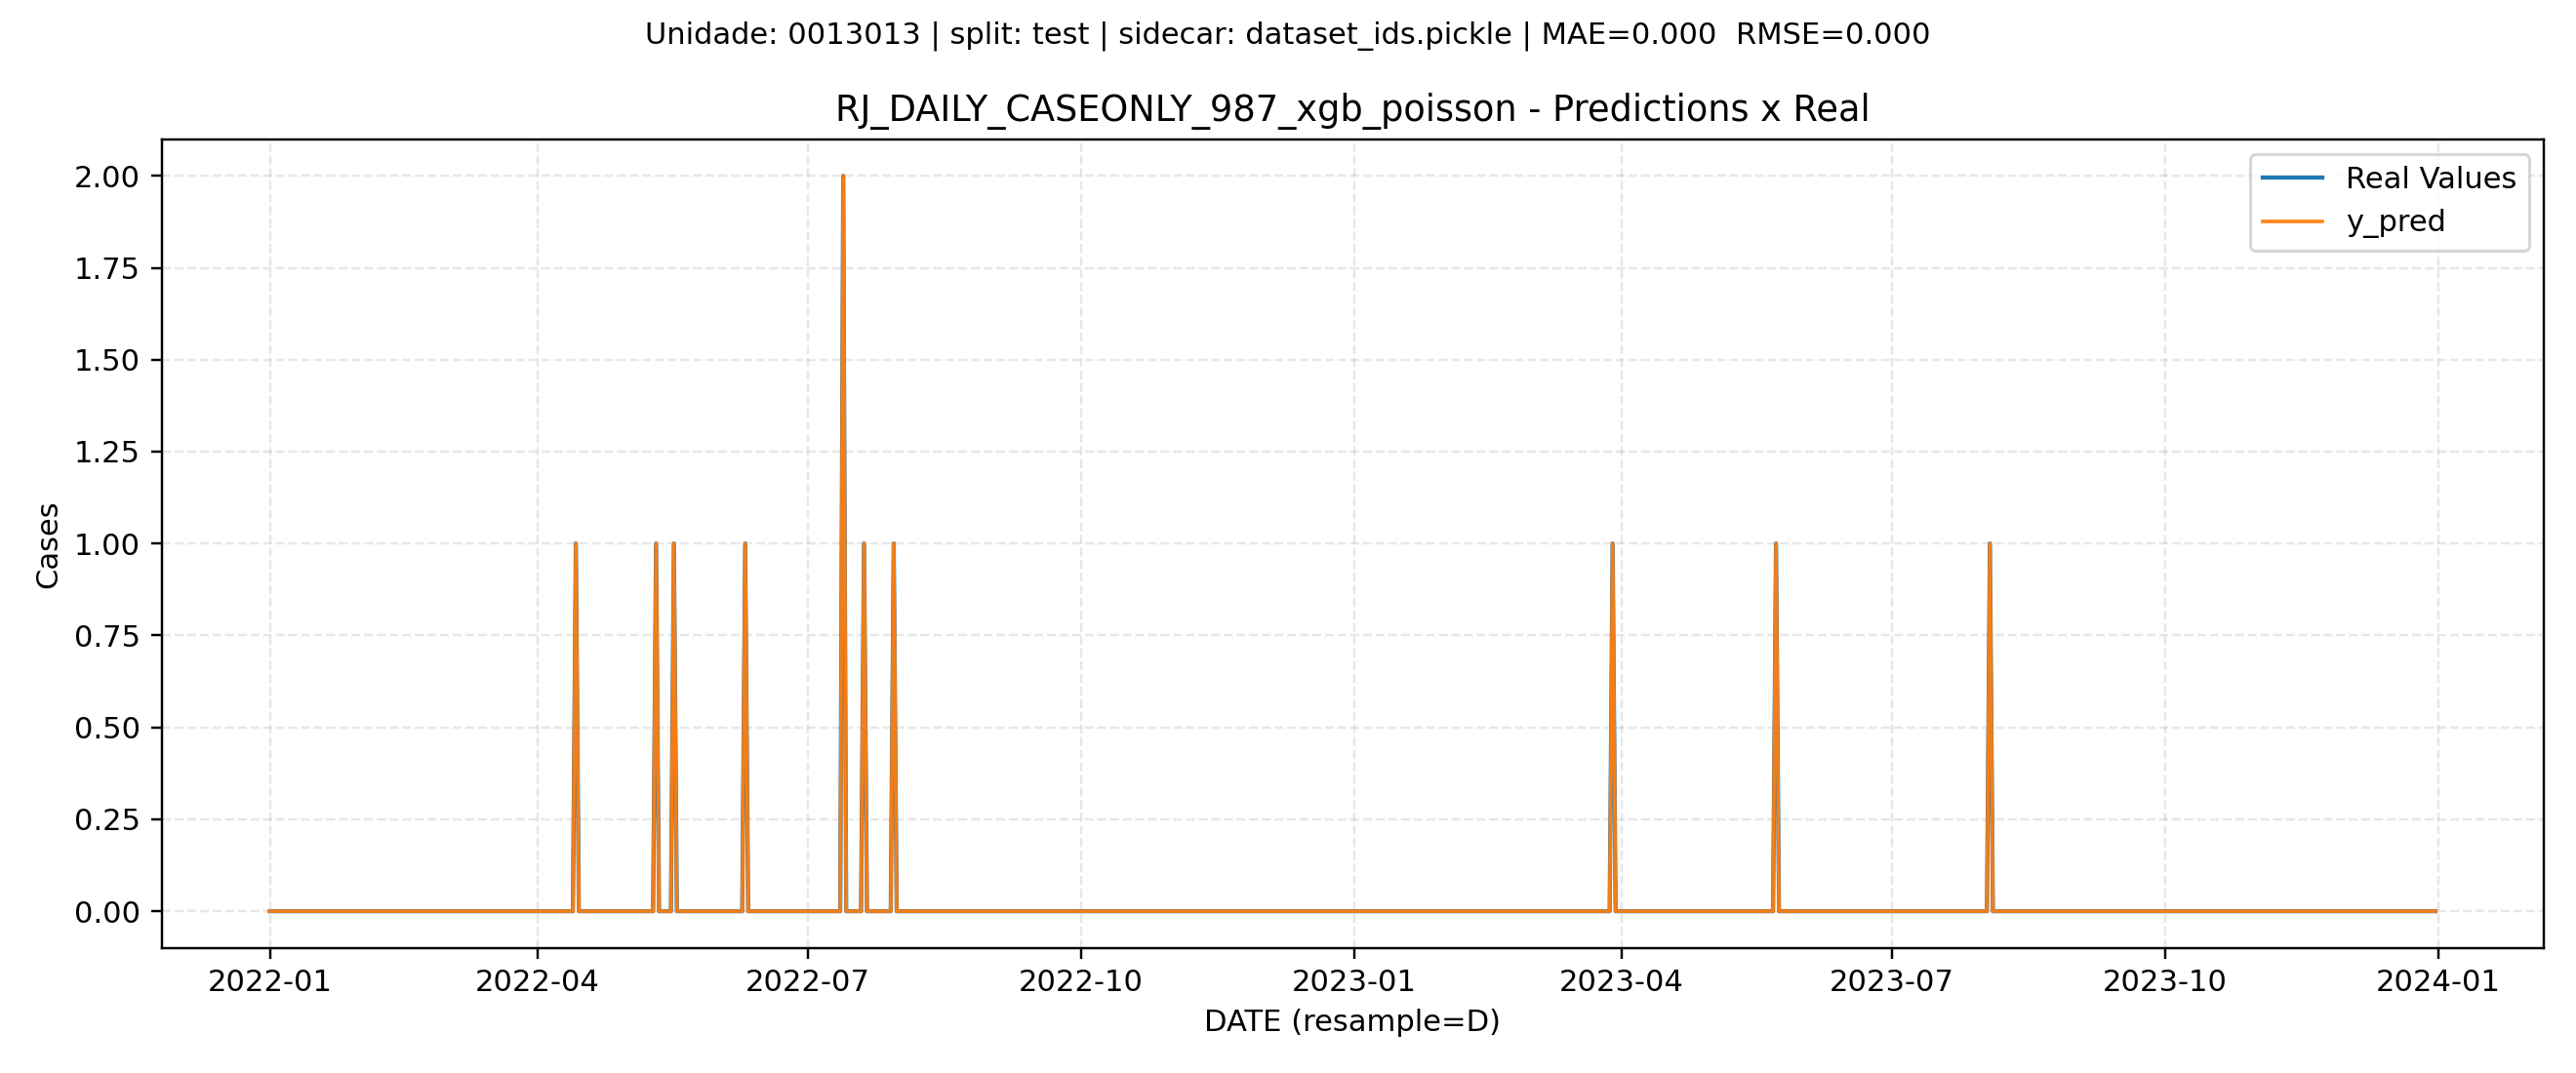 Unidade: 0013013 | split: test | sidecar: dataset_ids.pickle | MAE=0.000  RMSE=0.000
RJ_DAILY_CASEONLY_987_xgb_poisson - Predictions x Real
Real Values
y_pred
Cases
2.00
1.75
1.50
1.25
1.00
0.75
0.50
0.25
0.00
2022-01 2022-04 2022-07 2022-10 2023-01 2023-04 2023-07 2023-10 2024-01
DATE (resample=D)